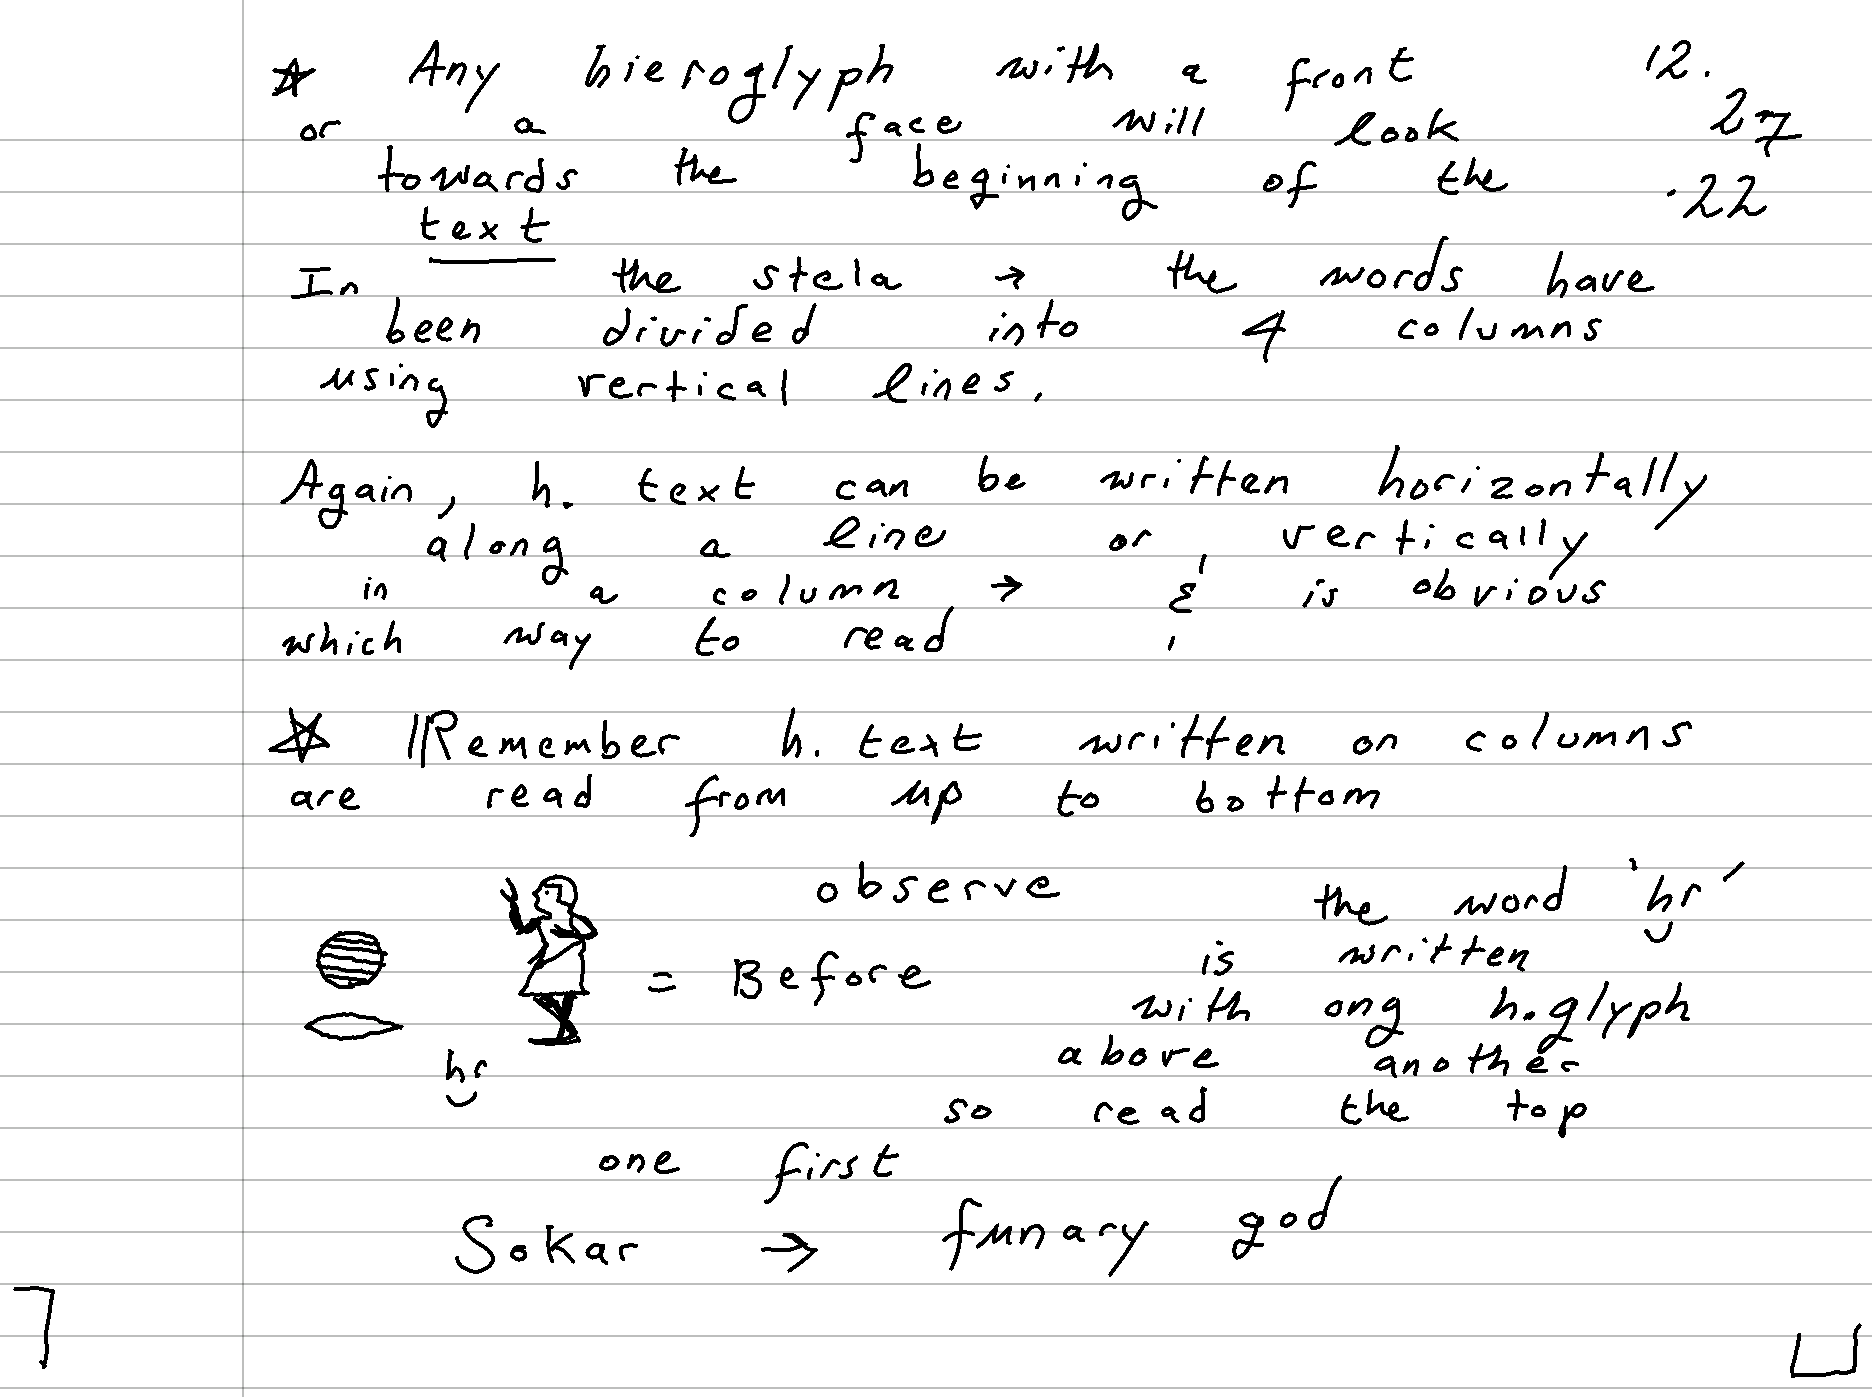 ☆ Any hieroglyph with a front 12.
or a face will look 27
towards the beginning of the .22
text
In the stela → the words have
been divided into 4 columns
using vertical lines.
Again, h. text can be written horizontally
along a line or, vertically
in a column → & is obvious
which way to read
☆ Remember h. text written on columns
are read from up to bottom
observe the word 'hr'
= Before is written
with ong h.glyph
hr above another
so read the top
one first
Sokar → funary god